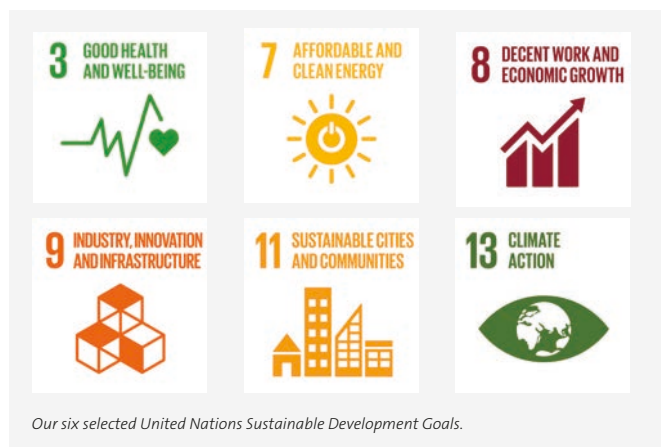 3 GOOD HEALTH
AND WELL-BEING
7 AFFORDABLE AND
CLEAN ENERGY
8 DECENT WORK AND
ECONOMIC GROWTH
9 INDUSTRY, INNOVATION
AND INFRASTRUCTURE
11 SUSTAINABLE CITIES
AND COMMUNITIES
13 CLIMATE
ACTION
Our six selected United Nations Sustainable Development Goals.